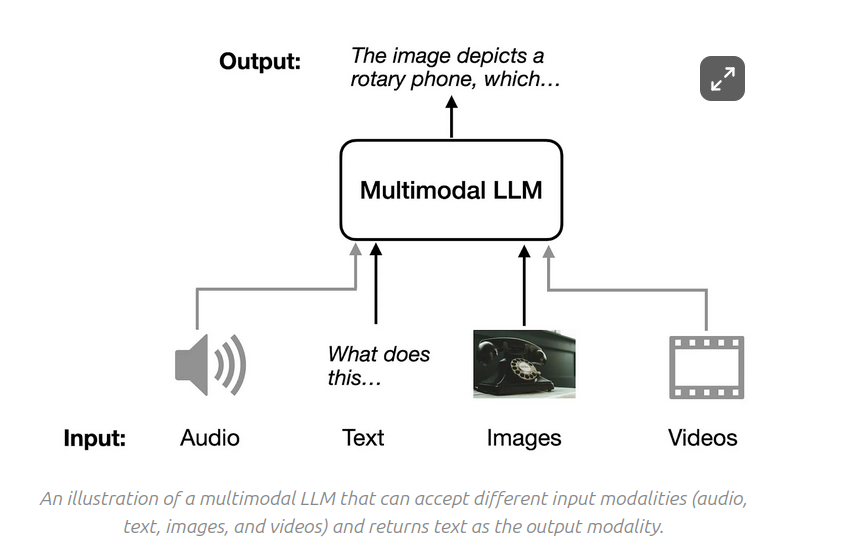 Output:
The image depicts a
rotary phone, which…
Multimodal LLM
What does
this…
Input:
Audio
Text
Images
Videos
An illustration of a multimodal LLM that can accept different input modalities (audio,
text, images, and videos) and returns text as the output modality.